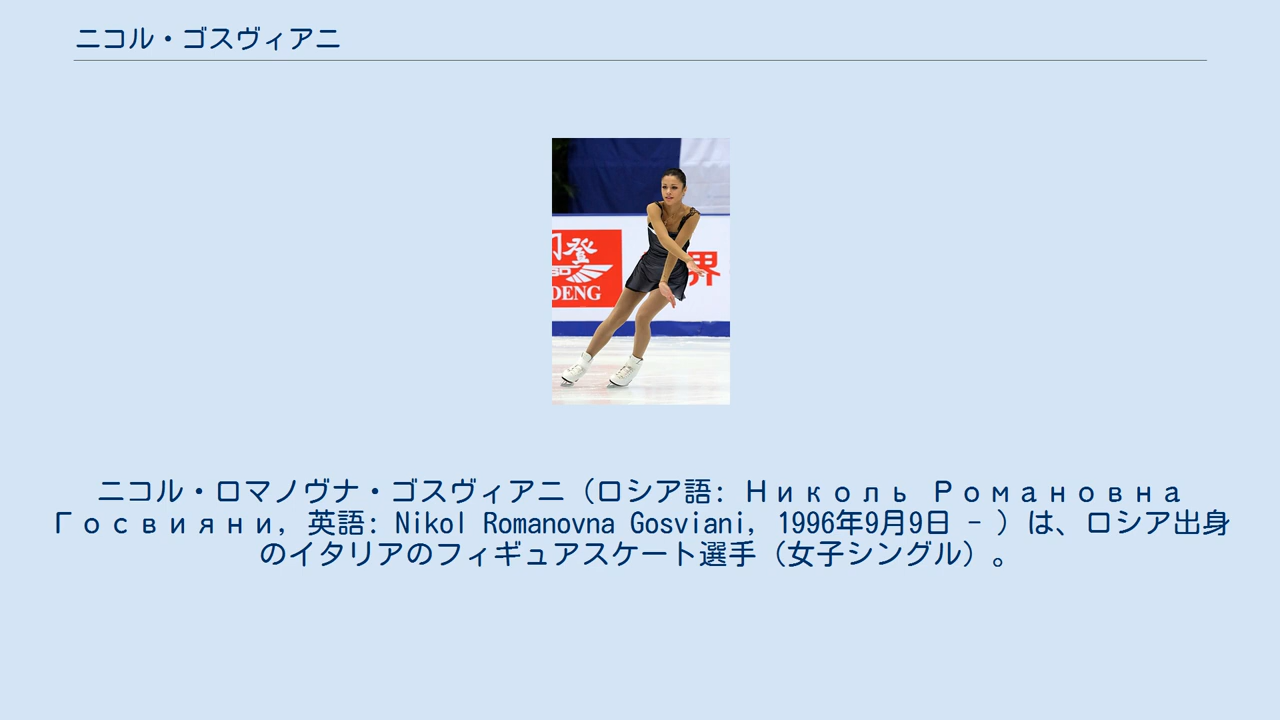 ニコル・ゴスヴィアニ
登
DENG
界
ニコル・ロマノヴナ・ゴスヴィアニ（ロシア語: Николь Романовна
Госвияни, 英語: Nikol Romanovna Gosviani, 1996年9月9日 - ）は、ロシア出身
のイタリアのフィギュアスケート選手（女子シングル）。